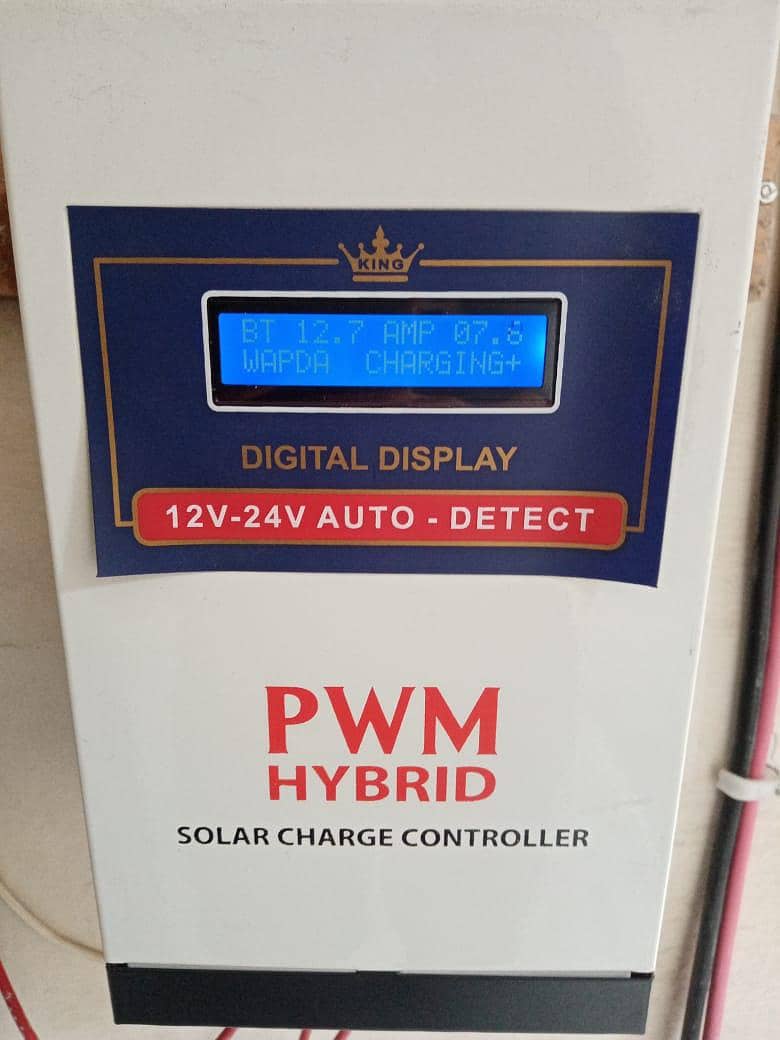 KING
BT 12.7 AMP 07.8
WAPDA CHARGING+
DIGITAL DISPLAY
12V-24V AUTO - DETECT
PWM
HYBRID
SOLAR CHARGE CONTROLLER